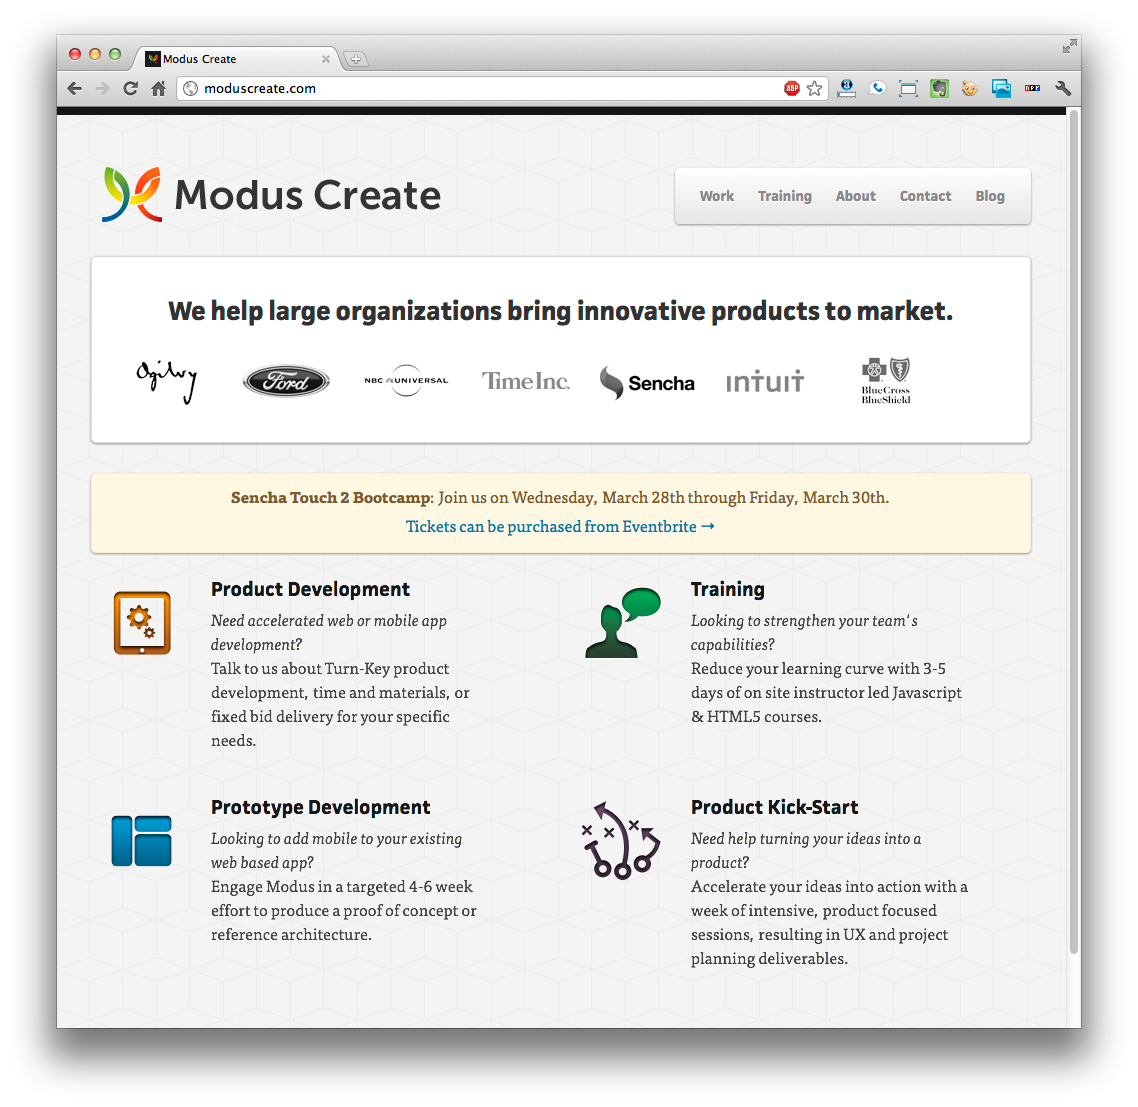 Modus Create
moduscreate.com
ABP
a
npr
Modus Create
Work Training About Contact Blog
We help large organizations bring innovative products to market.
Ogilvy Ford NBC UNIVERSAL Time Inc. Sencha intuit BlueCross
BlueShield
Sencha Touch 2 Bootcamp: Join us on Wednesday, March 28th through Friday, March 30th.
Tickets can be purchased from Eventbrite →
Product Development
Need accelerated web or mobile app
development?
Talk to us about Turn-Key product
development, time and materials, or
fixed bid delivery for your specific
needs.
Training
Looking to strengthen your team's
capabilities?
Reduce your learning curve with 3-5
days of on site instructor led Javascript
& HTML5 courses.
Prototype Development
Looking to add mobile to your existing
web based app?
Engage Modus in a targeted 4-6 week
effort to produce a proof of concept or
reference architecture.
Product Kick-Start
Need help turning your ideas into a
product?
Accelerate your ideas into action with a
week of intensive, product focused
sessions, resulting in UX and project
planning deliverables.